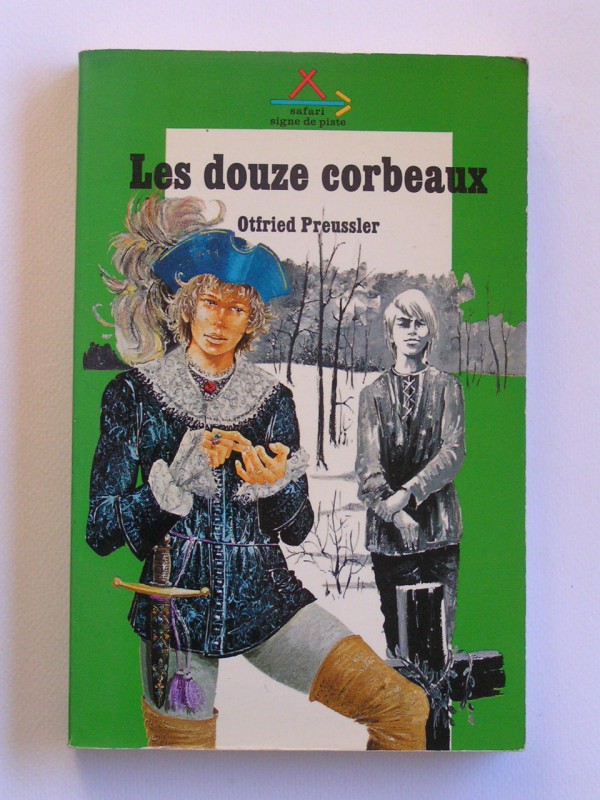 safari
signe de piste
Les douze corbeaux
Otfried Preussler